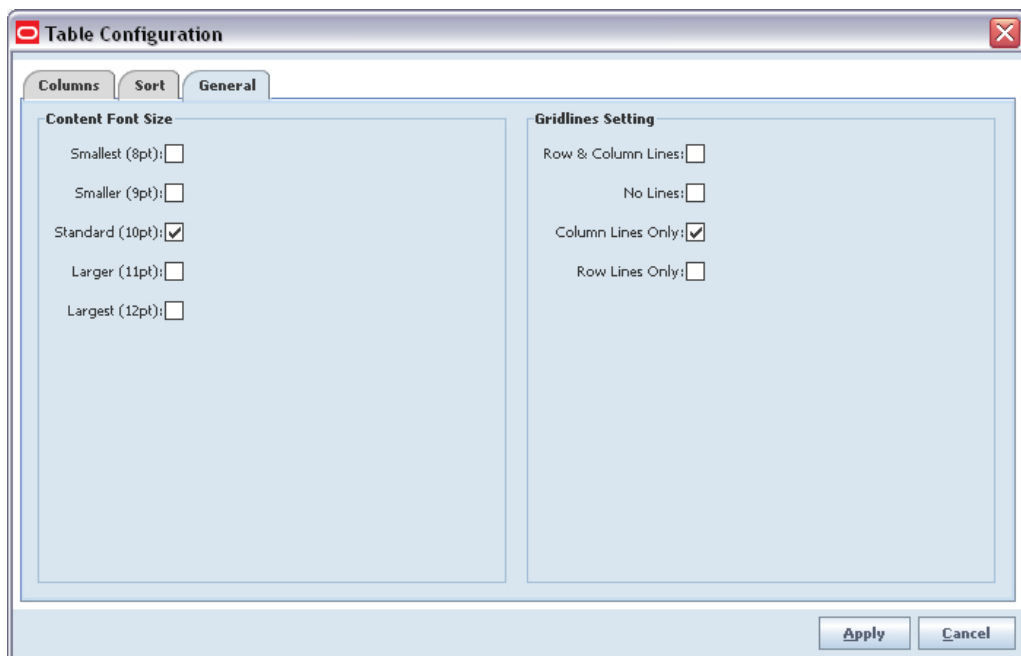 Table Configuration
Columns Sort General
Content Font Size
Smallest (8pt):
Smaller (9pt):
Standard (10pt):
Larger (11pt):
Largest (12pt):
Gridlines Setting
Row & Column Lines:
No Lines:
Column Lines Only:
Row Lines Only:
Apply Cancel